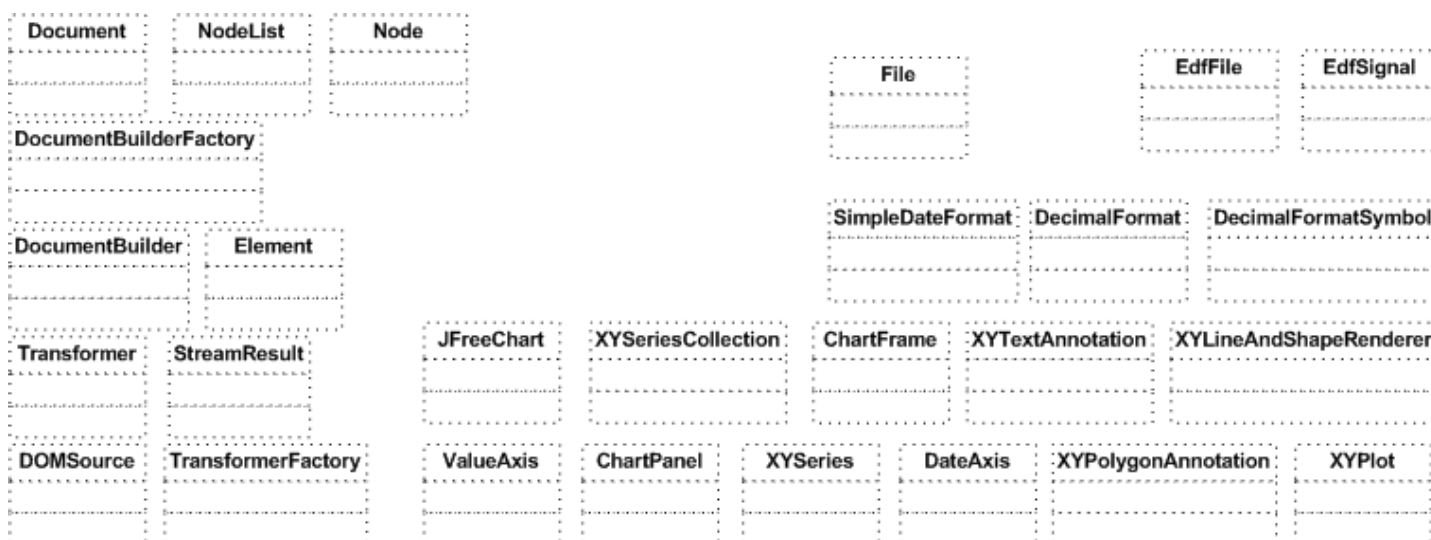 Document NodeList Node
File EdfFile EdfSignal
DocumentBuilderFactory
SimpleDateFormat DecimalFormat DecimalFormatSymbol
DocumentBuilder Element
Transformer StreamResult JFreeChart XYSeriesCollection ChartFrame XYTextAnnotation XYLineAndShapeRenderer
DOMSource TransformerFactory ValueAxis ChartPanel XYSeries DateAxis XYPolygonAnnotation XYPlot